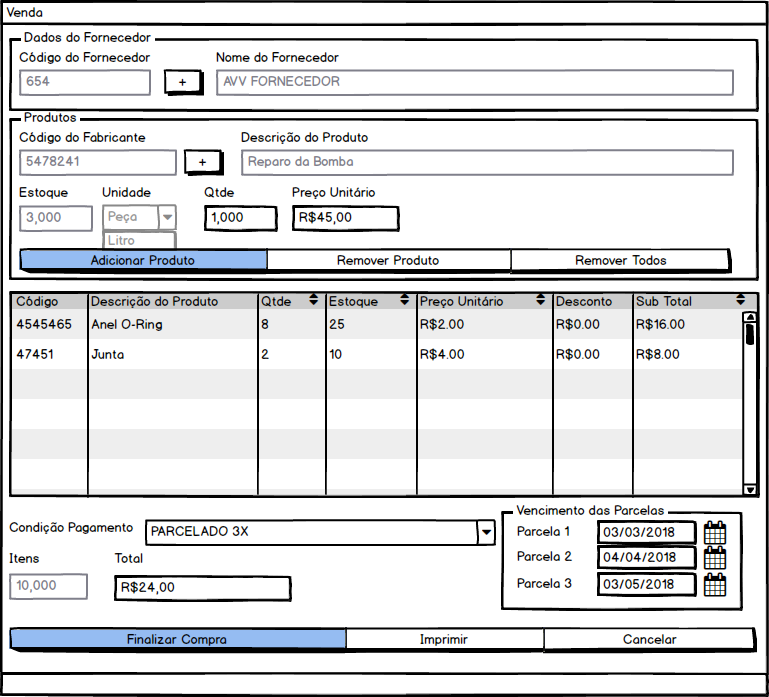 Venda
Dados do Fornecedor
Código do Fornecedor Nome do Fornecedor
654 + AVV FORNECEDOR
Produtos
Código do Fabricante Descrição do Produto
5478241 + Reparo da Bomba
Estoque Unidade Qtde Preço Unitário
3,000 Peça 1,000 R$45,00
Litro
Adicionar Produto Remover Produto Remover Todos
Código Descrição do Produto Qtde Estoque Preço Unitário Desconto Sub Total
4545465 Anel O-Ring 8 25 R$2.00 R$0.00 R$16.00
47451 Junta 2 10 R$4.00 R$0.00 R$8.00
Condição Pagamento PARCELADO 3X
Itens Total
10,000 R$24,00
Vencimento das Parcelas
Parcela 1 03/03/2018
Parcela 2 04/04/2018
Parcela 3 03/05/2018
Finalizar Compra Imprimir Cancelar